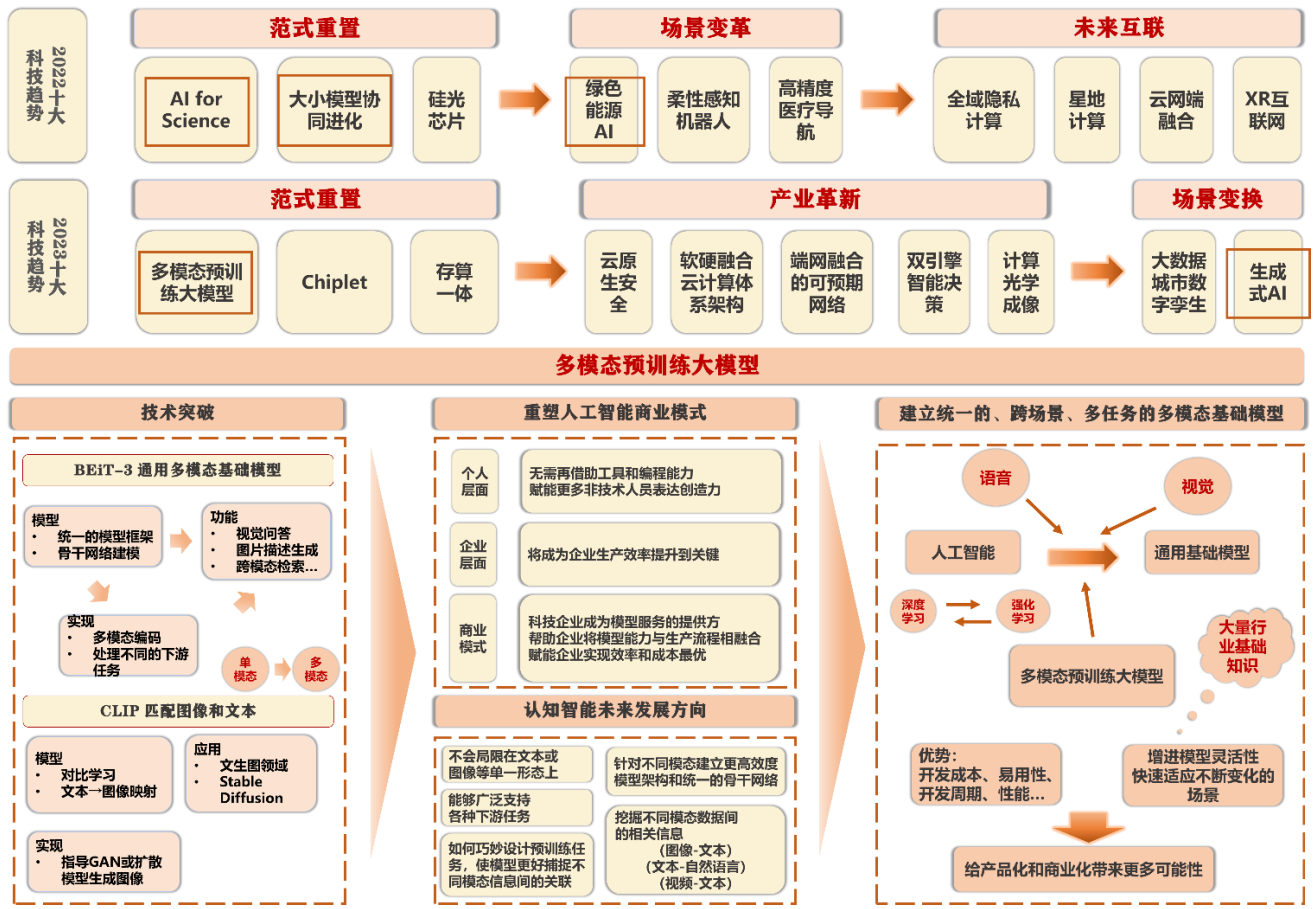 2022十大
科技趋势
范式重置
场景变革
未来互联
AI for
Science
大小模型协
同进化
硅光
芯片
绿色
能源
AI
柔性感知
机器人
高精度
医疗导
航
全域隐私
计算
星地
计算
云网端
融合
XR互
联网
2023十大
科技趋势
范式重置
产业革新
场景变换
多模态预训
练大模型
Chiplet
存算
一体
云原
生安
全
软硬融合
云计算体
系架构
端网融合
的可预期
网络
双引擎
智能决
策
计算
光学
成像
大数据
城市数
字孪生
生成
式AI
多模态预训练大模型
技术突破
BEiT-3 通用多模态基础模型
模型
• 统一的模型框架
• 骨干网络建模
功能
• 视觉问答
• 图片描述生成
• 跨模态检索...
实现
• 多模态编码
• 处理不同的下游
任务
单
模态
多
模态
CLIP 匹配图像和文本
模型
• 对比学习
• 文本→图像映射
应用
• 文生图领域
• Stable
Diffusion
实现
• 指导GAN或扩散
模型生成图像
重塑人工智能商业模式
个人
层面
无需再借助工具和编程能力
赋能更多非技术人员表达创造力
企业
层面
将成为企业生产效率提升到关键
商业
模式
科技企业成为模型服务的提供方
帮助企业将模型能力与生产流程相融合
赋能企业实现效率和成本最优
认知智能未来发展方向
不会局限在文本或
图像等单一形态上
能够广泛支持
各种下游任务
如何巧妙设计预训练任
务，使模型更好捕捉不
同模态信息间的关联
针对不同模态建立更高效度
模型架构和统一的骨干网络
挖掘不同模态数据间
的相关信息
(图像-文本)
(文本-自然语言)
(视频-文本)
建立统一的、跨场景、多任务的多模态基础模型
语音
视觉
人工智能
通用基础模型
深度
学习
强化
学习
大量行
业基础
知识
多模态预训练大模型
优势：
开发成本、易用性、
开发周期、性能...
增进模型灵活性
快速适应不断变化的
场景
给产品化和商业化带来更多可能性